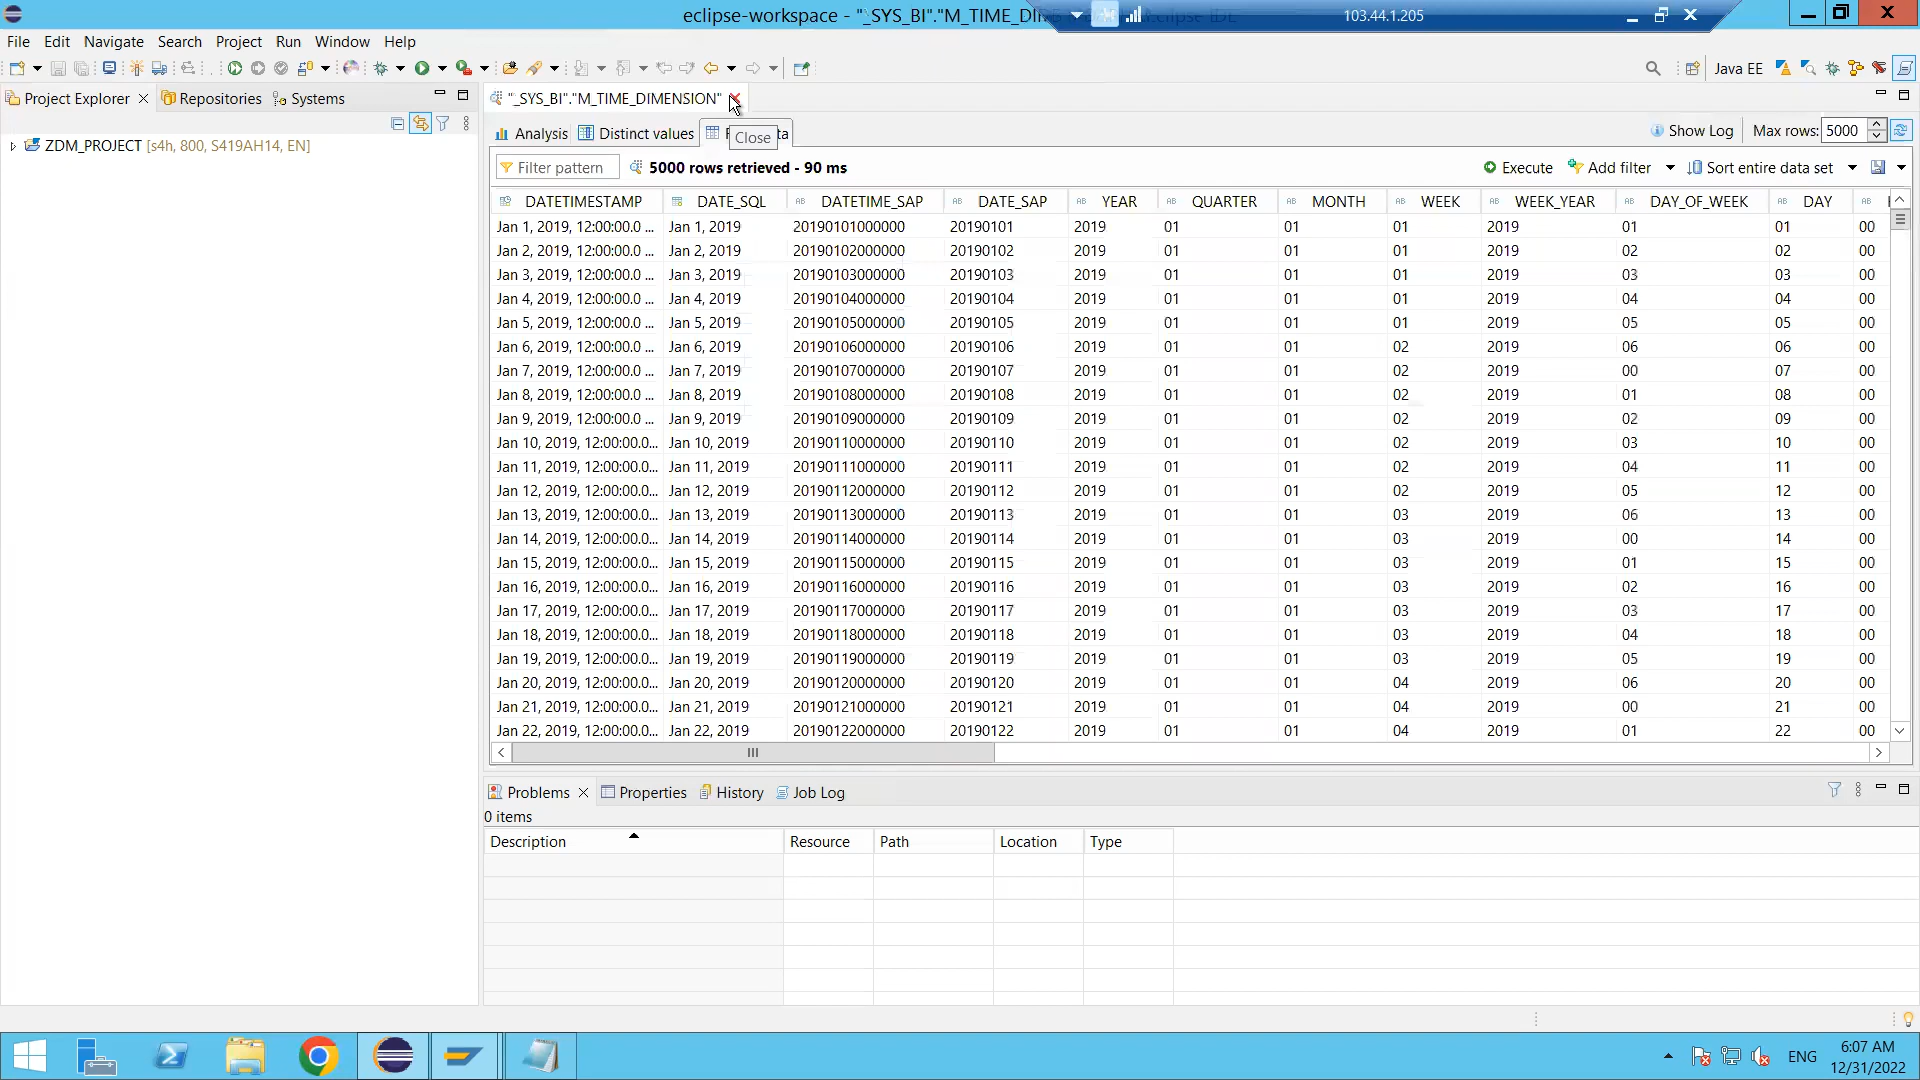 eclipse-workspace - "_SYS_BI"."M_TIME_DI
103.44.1.205
File Edit Navigate Search Project Run Window Help
Java EE
Project Explorer Repositories Systems
"_SYS_BI"."M_TIME_DIMENSION"
ZDM_PROJECT [s4h, 800, S419AH14, EN]
Analysis Distinct values
Close
Show Log Max rows: 5000
Filter pattern 5000 rows retrieved - 90 ms Execute Add filter Sort entire data set
DATETIMESTAMP DATE_SQL DATETIME_SAP DATE_SAP YEAR QUARTER MONTH WEEK WEEK_YEAR DAY_OF_WEEK DAY
Jan 1, 2019, 12:00:00.0 ... Jan 1, 2019 20190101000000 20190101 2019 01 01 01 2019 01 01 00
Jan 2, 2019, 12:00:00.0 ... Jan 2, 2019 20190102000000 20190102 2019 01 01 01 2019 02 02 00
Jan 3, 2019, 12:00:00.0 ... Jan 3, 2019 20190103000000 20190103 2019 01 01 01 2019 03 03 00
Jan 4, 2019, 12:00:00.0 ... Jan 4, 2019 20190104000000 20190104 2019 01 01 01 2019 04 04 00
Jan 5, 2019, 12:00:00.0 ... Jan 5, 2019 20190105000000 20190105 2019 01 01 01 2019 05 05 00
Jan 6, 2019, 12:00:00.0 ... Jan 6, 2019 20190106000000 20190106 2019 01 01 02 2019 06 06 00
Jan 7, 2019, 12:00:00.0 ... Jan 7, 2019 20190107000000 20190107 2019 01 01 02 2019 00 07 00
Jan 8, 2019, 12:00:00.0 ... Jan 8, 2019 20190108000000 20190108 2019 01 01 02 2019 01 08 00
Jan 9, 2019, 12:00:00.0 ... Jan 9, 2019 20190109000000 20190109 2019 01 01 02 2019 02 09 00
Jan 10, 2019, 12:00:00.0... Jan 10, 2019 20190110000000 20190110 2019 01 01 02 2019 03 10 00
Jan 11, 2019, 12:00:00.0... Jan 11, 2019 20190111000000 20190111 2019 01 01 02 2019 04 11 00
Jan 12, 2019, 12:00:00.0... Jan 12, 2019 20190112000000 20190112 2019 01 01 02 2019 05 12 00
Jan 13, 2019, 12:00:00.0... Jan 13, 2019 20190113000000 20190113 2019 01 01 03 2019 06 13 00
Jan 14, 2019, 12:00:00.0... Jan 14, 2019 20190114000000 20190114 2019 01 01 03 2019 00 14 00
Jan 15, 2019, 12:00:00.0... Jan 15, 2019 20190115000000 20190115 2019 01 01 03 2019 01 15 00
Jan 16, 2019, 12:00:00.0... Jan 16, 2019 20190116000000 20190116 2019 01 01 03 2019 02 16 00
Jan 17, 2019, 12:00:00.0... Jan 17, 2019 20190117000000 20190117 2019 01 01 03 2019 03 17 00
Jan 18, 2019, 12:00:00.0... Jan 18, 2019 20190118000000 20190118 2019 01 01 03 2019 04 18 00
Jan 19, 2019, 12:00:00.0... Jan 19, 2019 20190119000000 20190119 2019 01 01 03 2019 05 19 00
Jan 20, 2019, 12:00:00.0... Jan 20, 2019 20190120000000 20190120 2019 01 01 04 2019 06 20 00
Jan 21, 2019, 12:00:00.0... Jan 21, 2019 20190121000000 20190121 2019 01 01 04 2019 00 21 00
Jan 22, 2019, 12:00:00.0... Jan 22, 2019 20190122000000 20190122 2019 01 01 04 2019 01 22 00
Problems Properties History Job Log
0 items
Description Resource Path Location Type
ENG
6:07 AM
12/31/2022